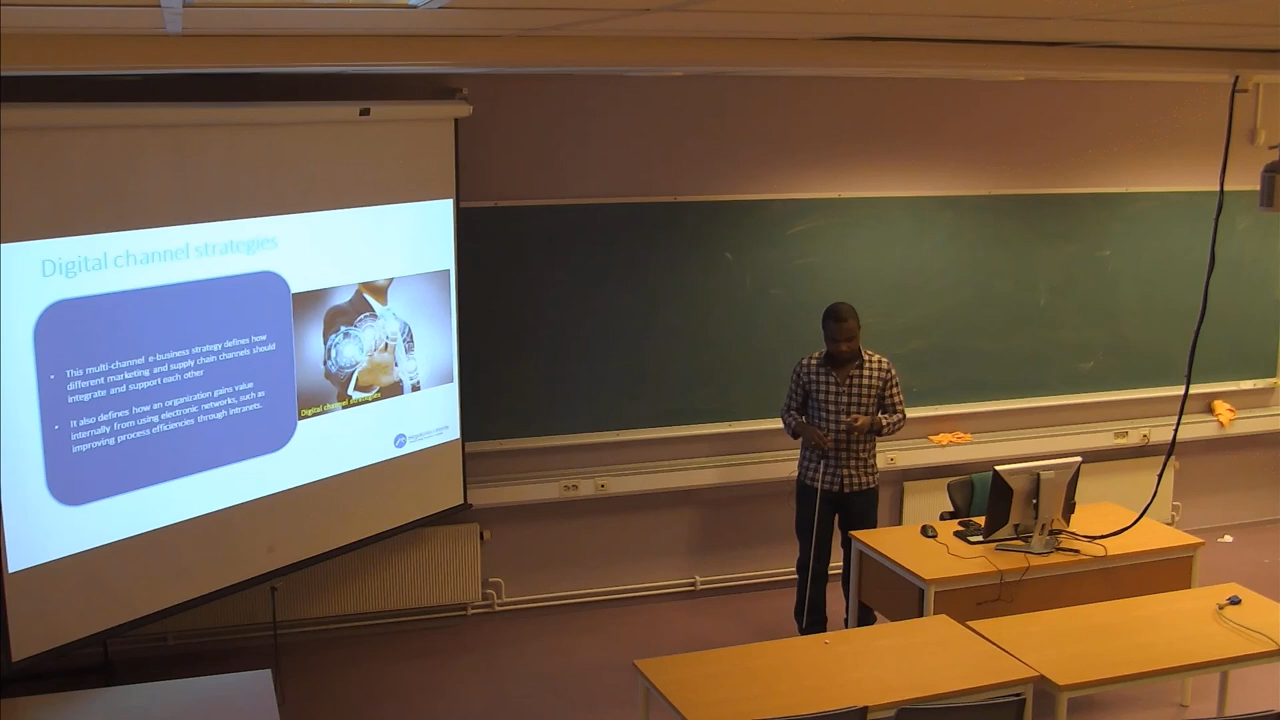 Digital channel strategies
• This multi-channel e-business strategy defines how
different marketing and supply chain channels should
integrate and support each other
• It also defines how an organization gains value
internally from using electronic networks, such as
improving process efficiencies through intranets.
Digital channel strategies